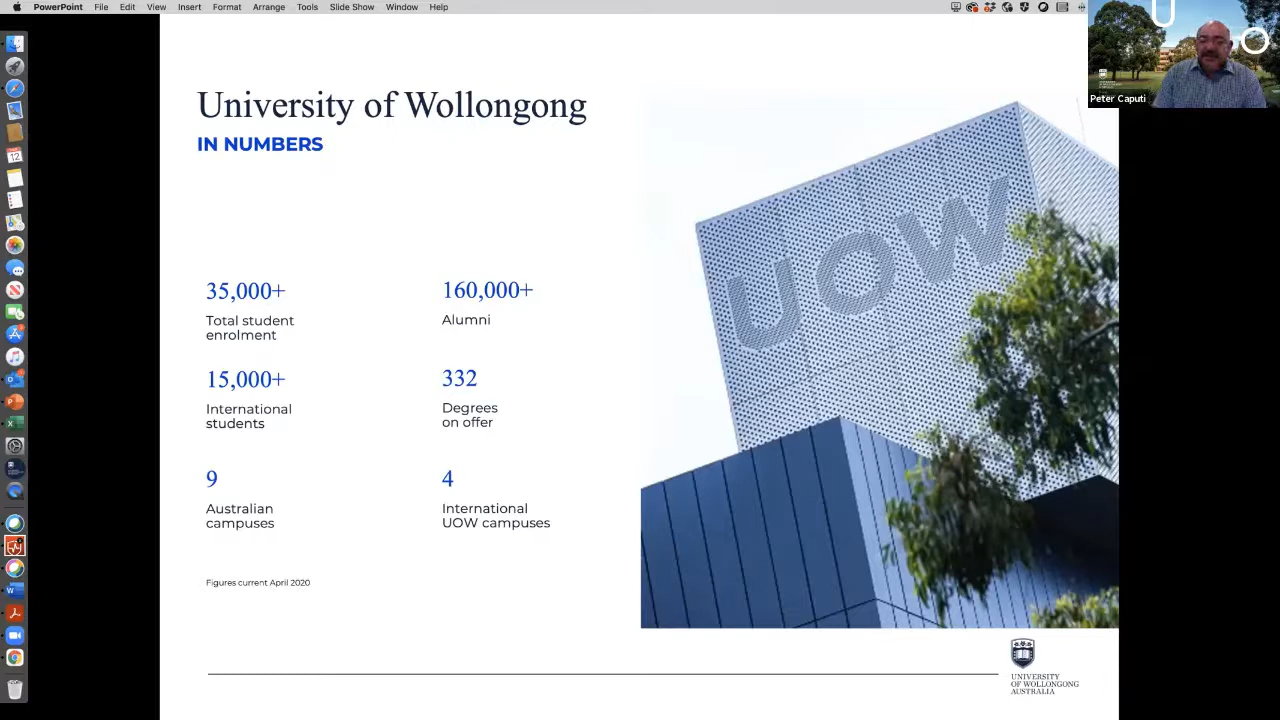 PowerPoint File Edit View Insert Format Arrange Tools Slide Show Window Help
U
O
Peter Caputi
University of Wollongong
IN NUMBERS
UOW
35,000+
Total student
enrolment
160,000+
Alumni
15,000+
International
students
332
Degrees
on offer
9
Australian
campuses
4
International
UOW campuses
Figures current April 2020
UNIVERSITY
OF WOLLONGONG
AUSTRALIA
12
W